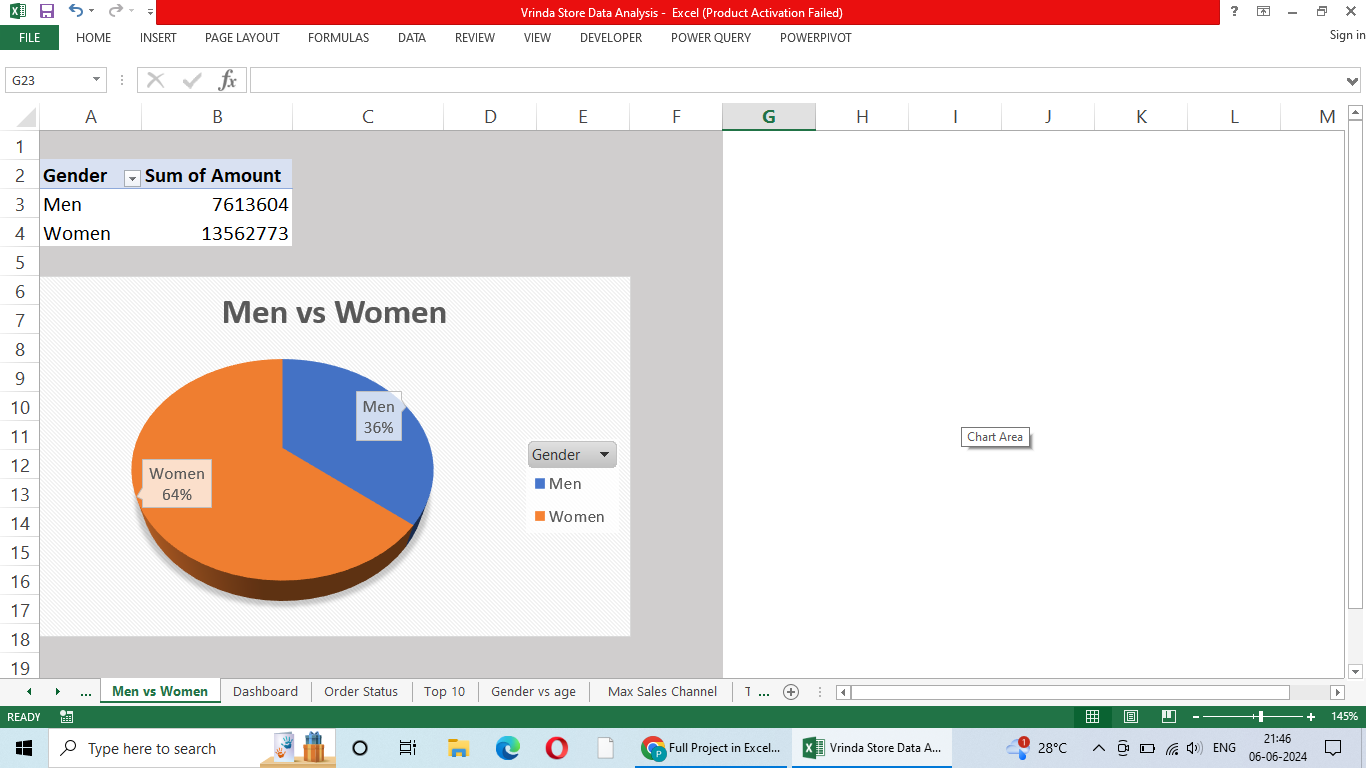 Vrinda Store Data Analysis - Excel (Product Activation Failed)
?
FILE HOME INSERT PAGE LAYOUT FORMULAS DATA REVIEW VIEW DEVELOPER POWER QUERY POWERPIVOT Sign in
G23 fx
A B C D E F G H I J K L M
1
2 Gender Sum of Amount
3 Men 7613604
4 Women 13562773
5
6
7
8
9
10
11
12
13
14
15
16
17
18
19
Men vs Women
Men
36%
Women
64%
Gender
Men
Women
Chart Area
... Men vs Women Dashboard Order Status Top 10 Gender vs age Max Sales Channel T ...
READY 145%
Type here to search Full Project in Excel... Vrinda Store Data A... 1 28°C ENG 21:46
06-06-2024